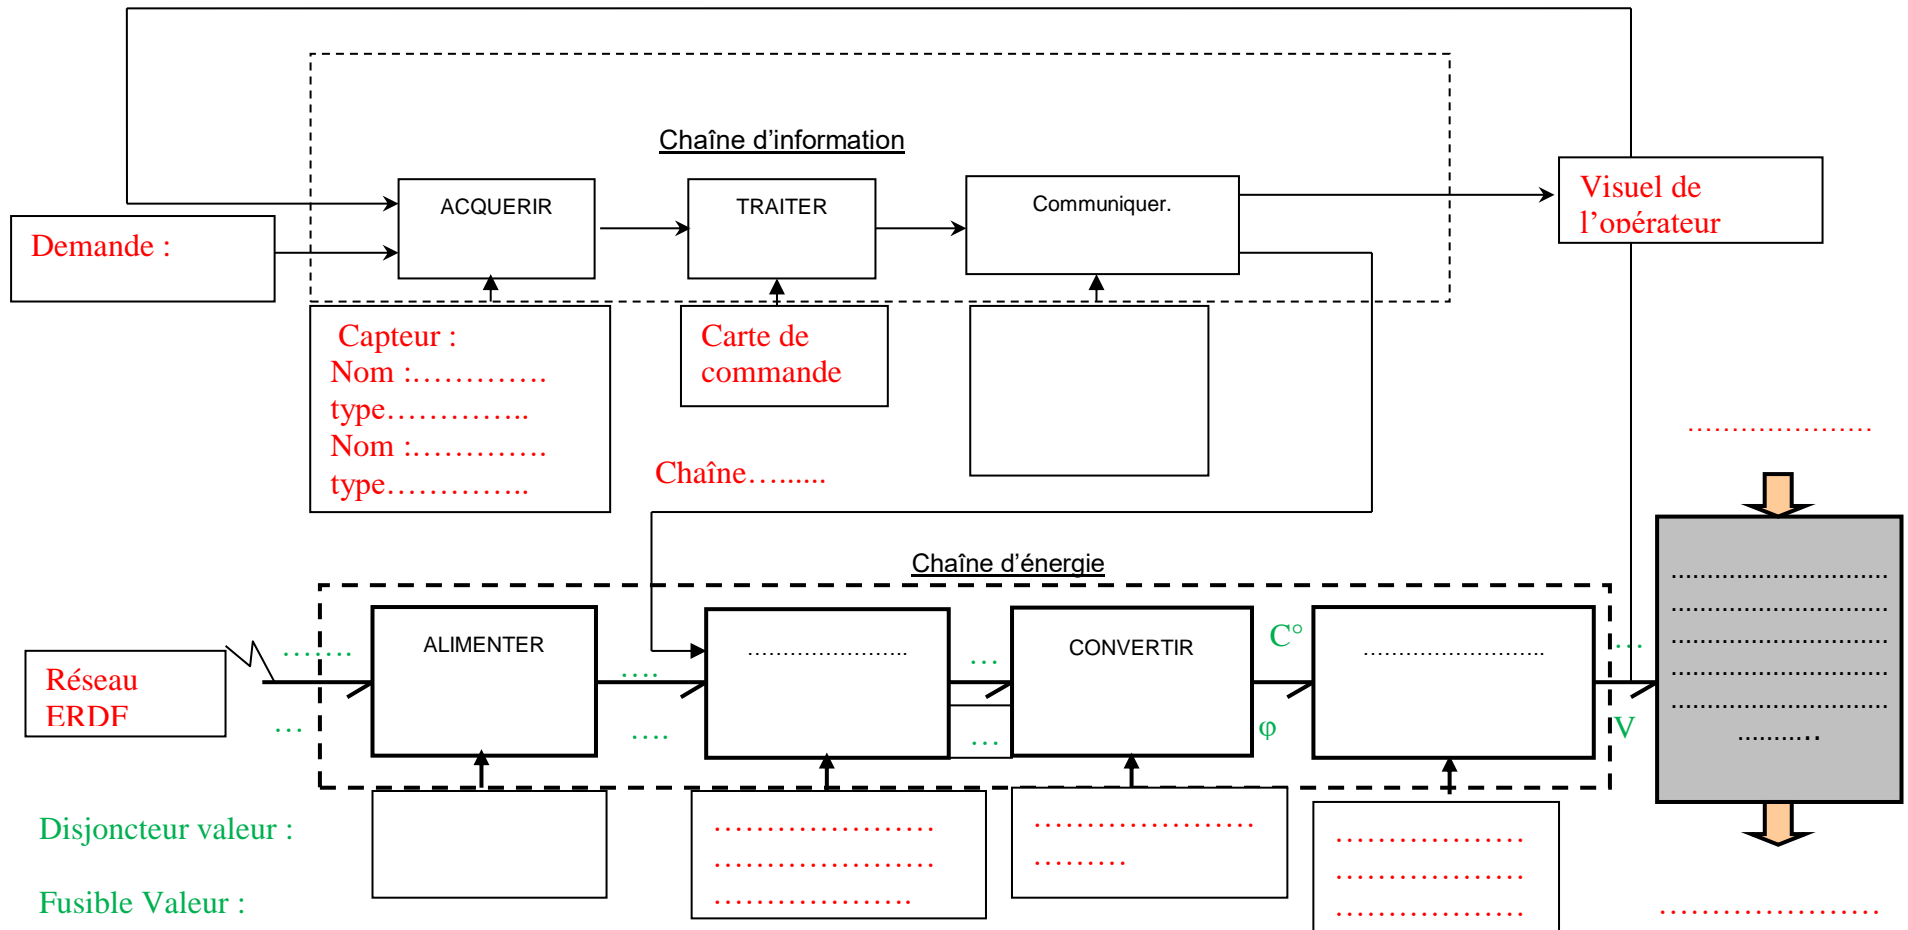 Chaîne d'information
ACQUERIR
TRAITER
Communiquer.
Visuel de
l'opérateur
Demande :
Capteur :
Nom :………….
type…………..
Nom :………….
type…………..
Carte de
commande
Chaîne…......
………………...
Chaîne d'énergie
Réseau
ERDF
…….
…
ALIMENTER
….
….
………………….
…
…
CONVERTIR
C°
φ
…………………….
…
V
…………………………
…………………………
…………………………
…………………………
…………………………
………..
Disjoncteur valeur :
Fusible Valeur :
…………………
…………………
……………….
…………………
………
………………
………………
………………
…………………